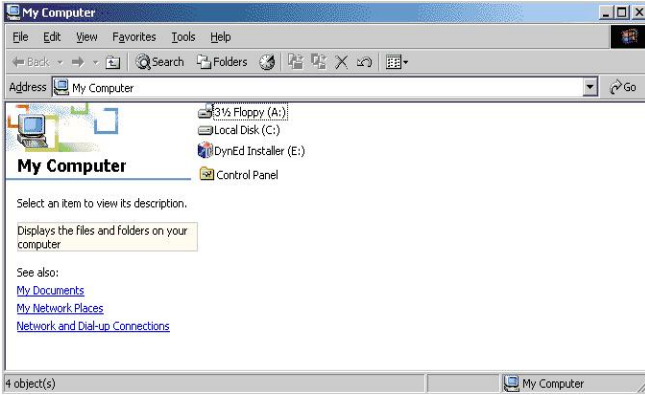 My Computer
File Edit View Favorites Tools Help
Back Search Folders
Address My Computer Go
3½ Floppy (A:)
Local Disk (C:)
DynEd Installer (E:)
Control Panel
My Computer
Select an item to view its description.
Displays the files and folders on your
computer
See also:
My Documents
My Network Places
Network and Dial-up Connections
4 object(s) My Computer